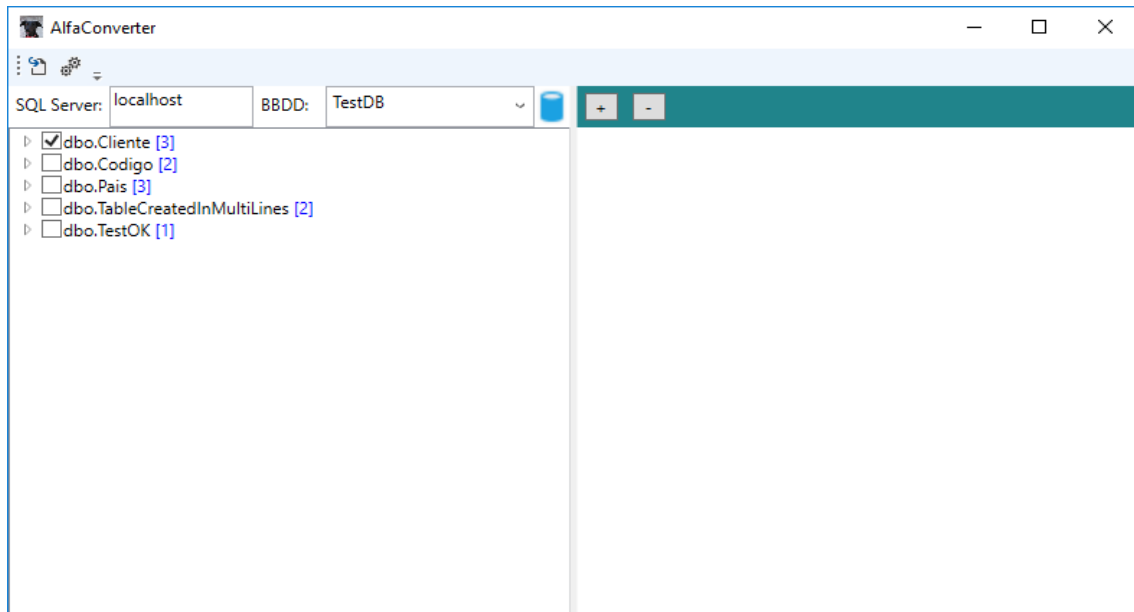 AlfaConverter
SQL Server: localhost BBDD: TestDB + -
dbo.Cliente [3]
dbo.Codigo [2]
dbo.Pais [3]
dbo.TableCreatedInMultiLines [2]
dbo.TestOK [1]